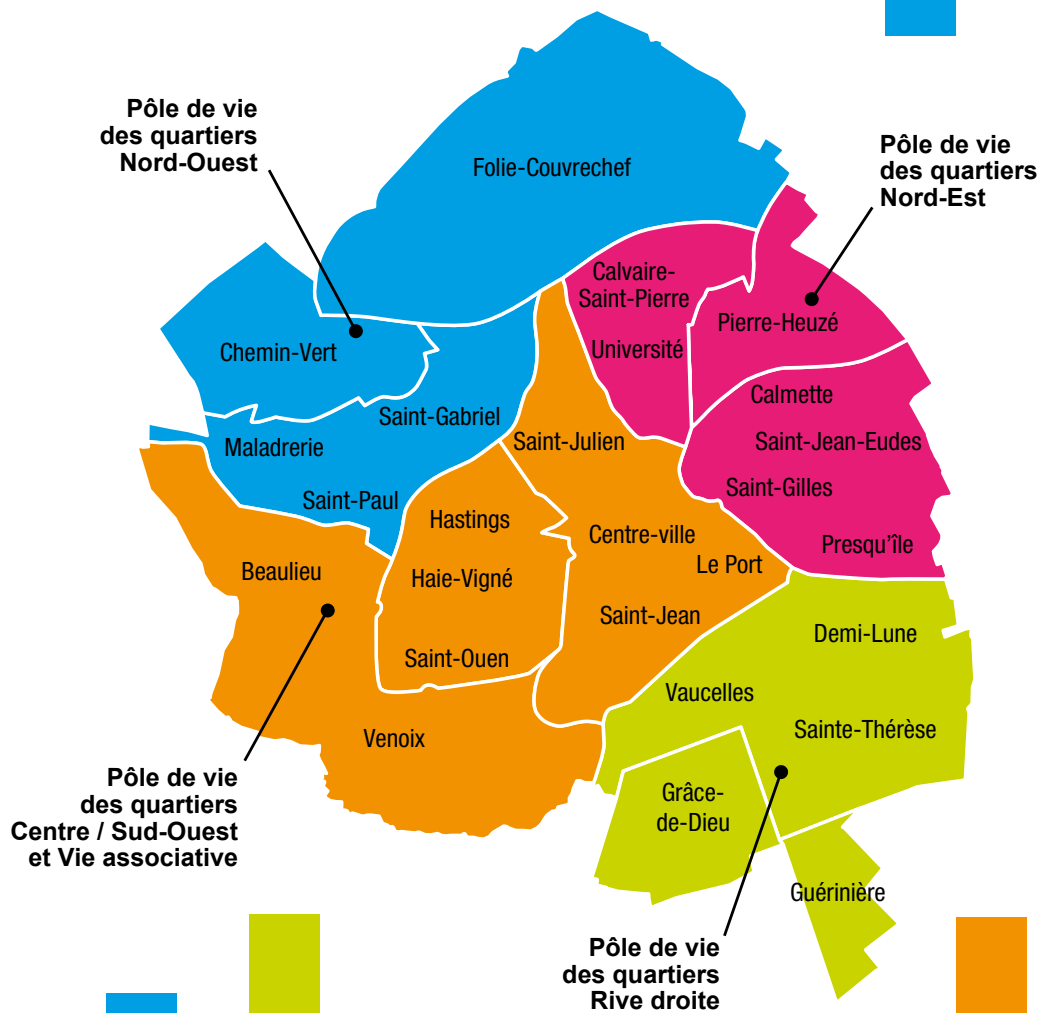 Pôle de vie
des quartiers
Nord-Ouest
Folie-Couvrechef
Pôle de vie
des quartiers
Nord-Est
Calvaire-
Saint-Pierre
Université
Pierre-Heuzé
Chemin-Vert
Calmette
Saint-Gabriel
Saint-Julien
Saint-Jean-Eudes
Maladrerie
Saint-Paul
Saint-Gilles
Hastings
Centre-ville
Presqu'île
Le Port
Beaulieu
Haie-Vigné
Saint-Jean
Demi-Lune
Saint-Ouen
Vaucelles
Venoix
Sainte-Thérèse
Pôle de vie
des quartiers
Centre / Sud-Ouest
et Vie associative
Grâce-
de-Dieu
Guérinière
Pôle de vie
des quartiers
Rive droite